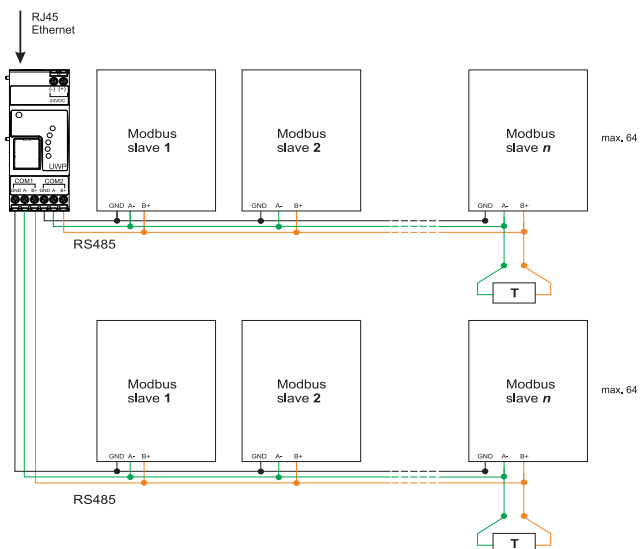 RJ45
Ethernet
(-) (+)
24VDC
UWP
COM1 COM2
GND A- B+ GND A- B+
Modbus
slave 1
Modbus
slave 2
Modbus
slave n
max. 64
GND A- B+
GND A- B+
GND A- B+
RS485
T
Modbus
slave 1
Modbus
slave 2
Modbus
slave n
max. 64
GND A- B+
GND A- B+
GND A- B+
RS485
T